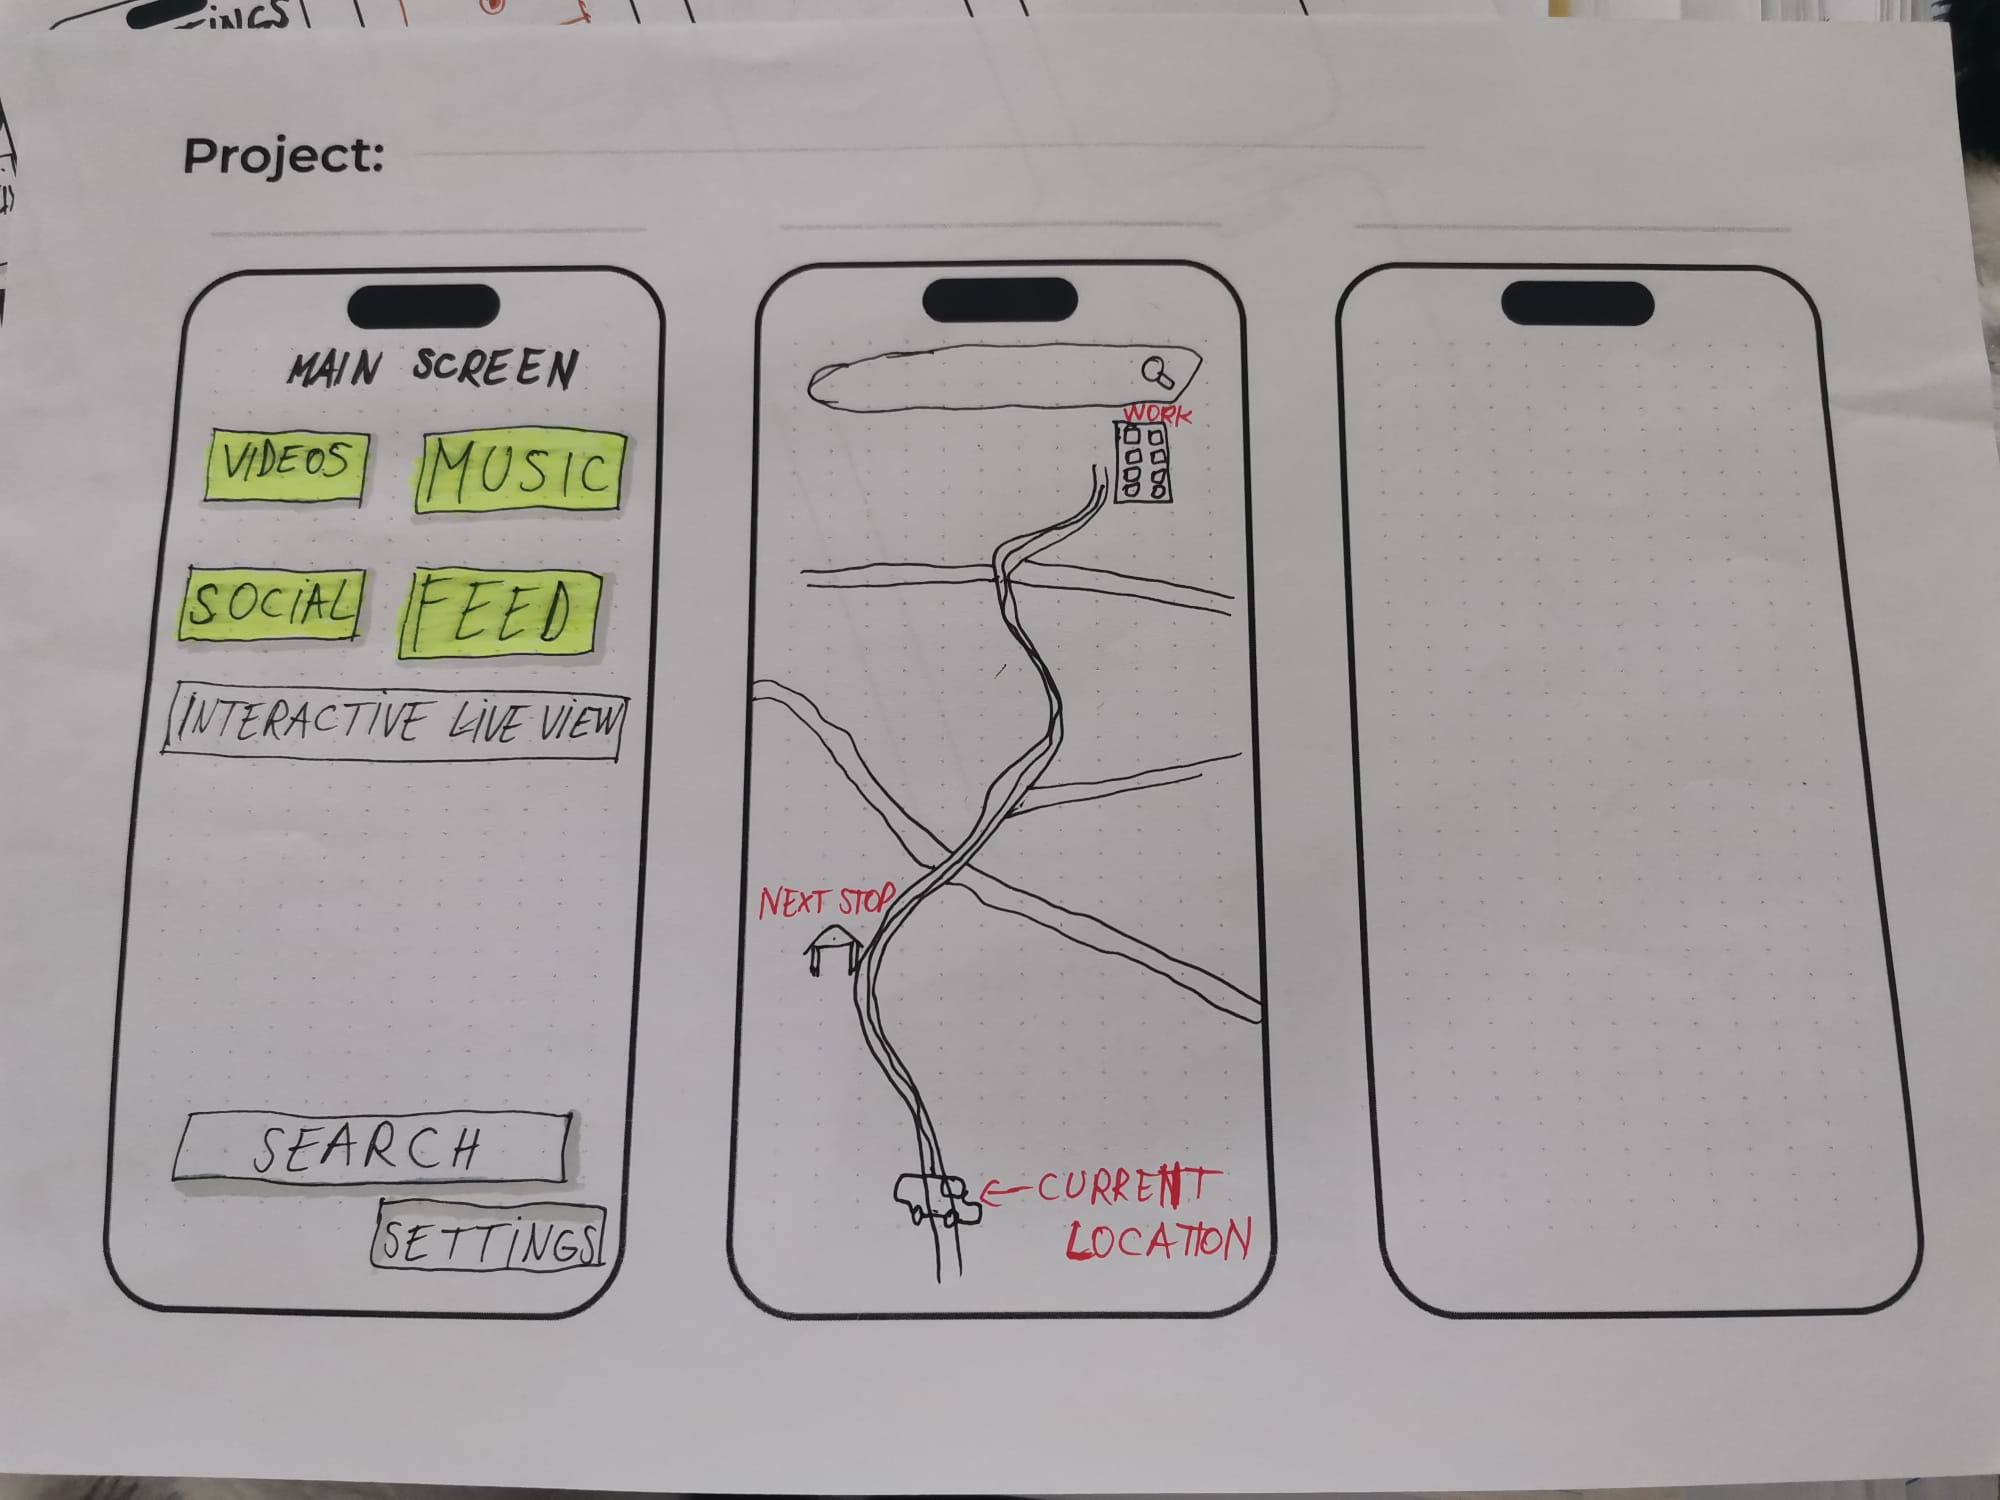 iNGS
Project:
MAIN SCREEN
VIDEOS
MUSIC
SOCiAL
FEED
INTERACTIVE LiVE VIEW
SEARCH
SETTiNGS
WORK
NEXT STOP
CURRENT
LOCATION